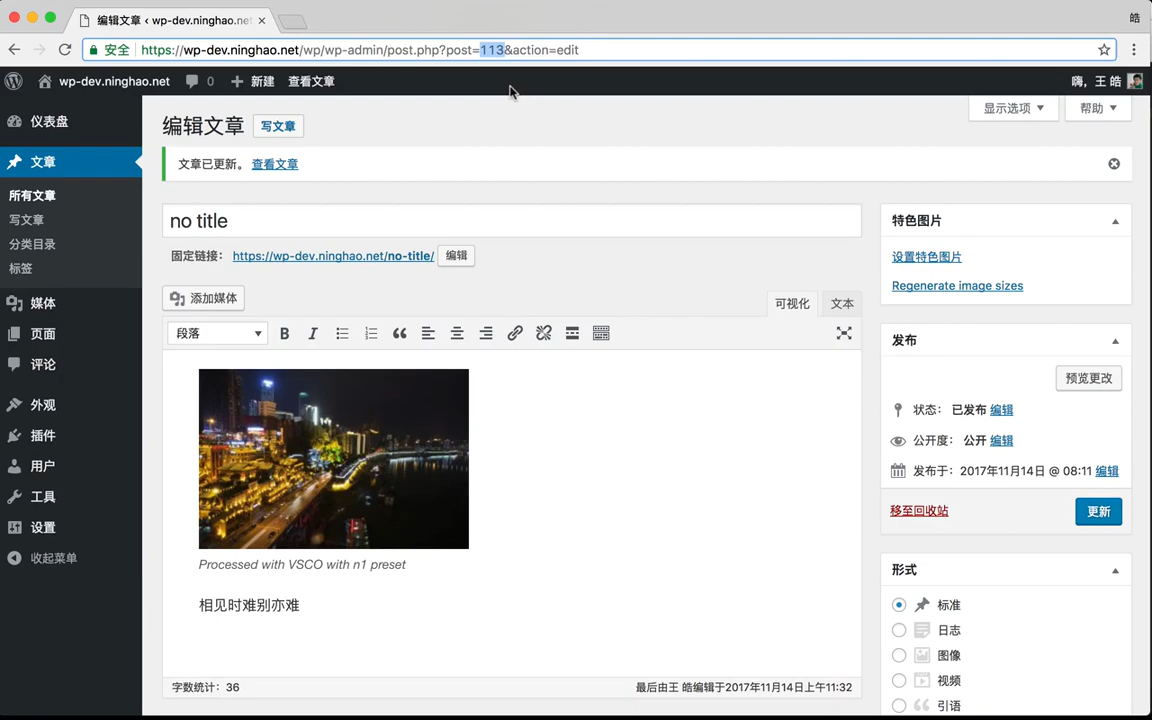 编辑文章 ‹ wp-dev.ninghao.net
皓
安全 https://wp-dev.ninghao.net/wp/wp-admin/post.php?post=113&action=edit
wp-dev.ninghao.net 0 新建 查看文章 嗨，王 皓
仪表盘
文章
所有文章
写文章
分类目录
标签
媒体
页面
评论
外观
插件
用户
工具
设置
收起菜单
显示选项 帮助
编辑文章 写文章
文章已更新。 查看文章
no title
固定链接： https://wp-dev.ninghao.net/no-title/ 编辑
添加媒体 可视化 文本
段落 B I
Processed with VSCO with n1 preset
相见时难别亦难
字数统计：36 最后由王 皓编辑于2017年11月14日上午11:32
特色图片
设置特色图片
Regenerate image sizes
发布
预览更改
状态： 已发布 编辑
公开度： 公开 编辑
发布于： 2017年11月14日 @ 08:11 编辑
移至回收站 更新
形式
标准
日志
图像
视频
引语